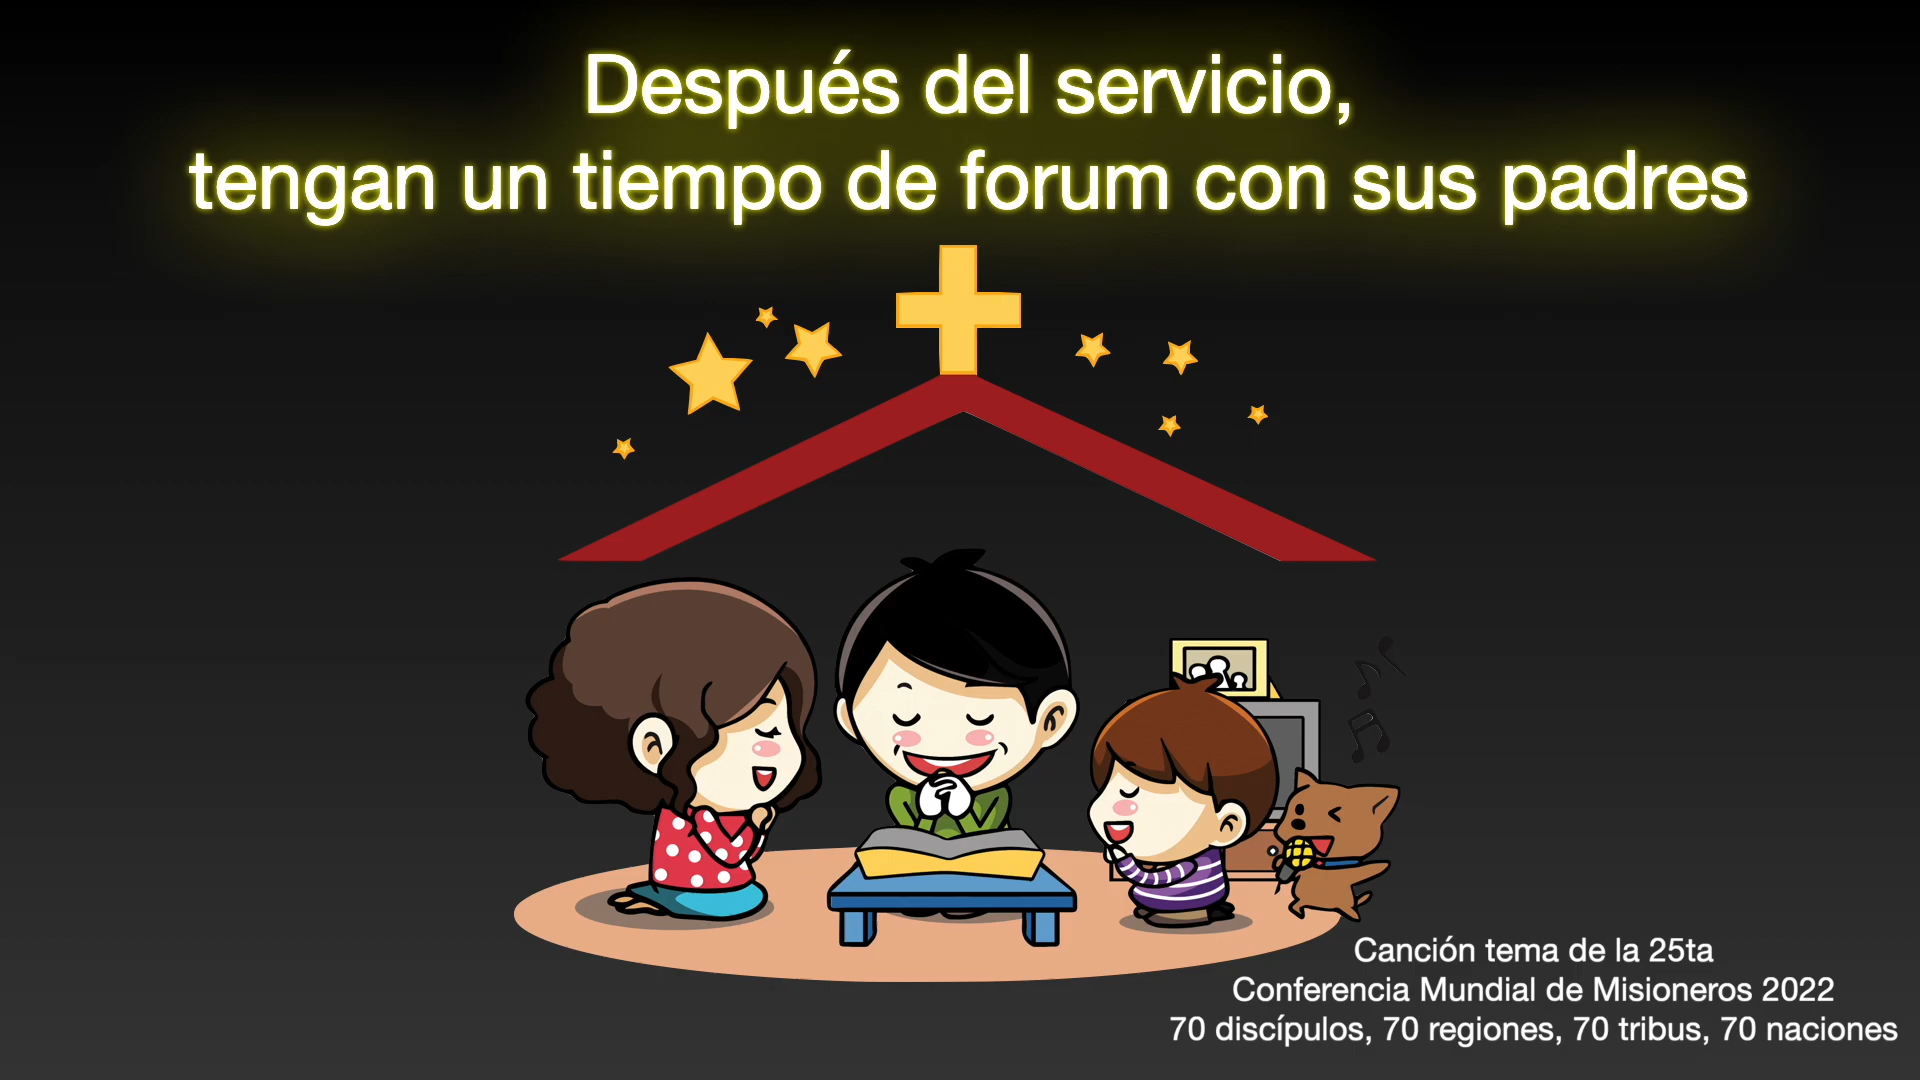 Después del servicio,
tengan un tiempo de forum con sus padres
Canción tema de la 25ta
Conferencia Mundial de Misioneros 2022
70 discípulos, 70 regiones, 70 tribus, 70 naciones